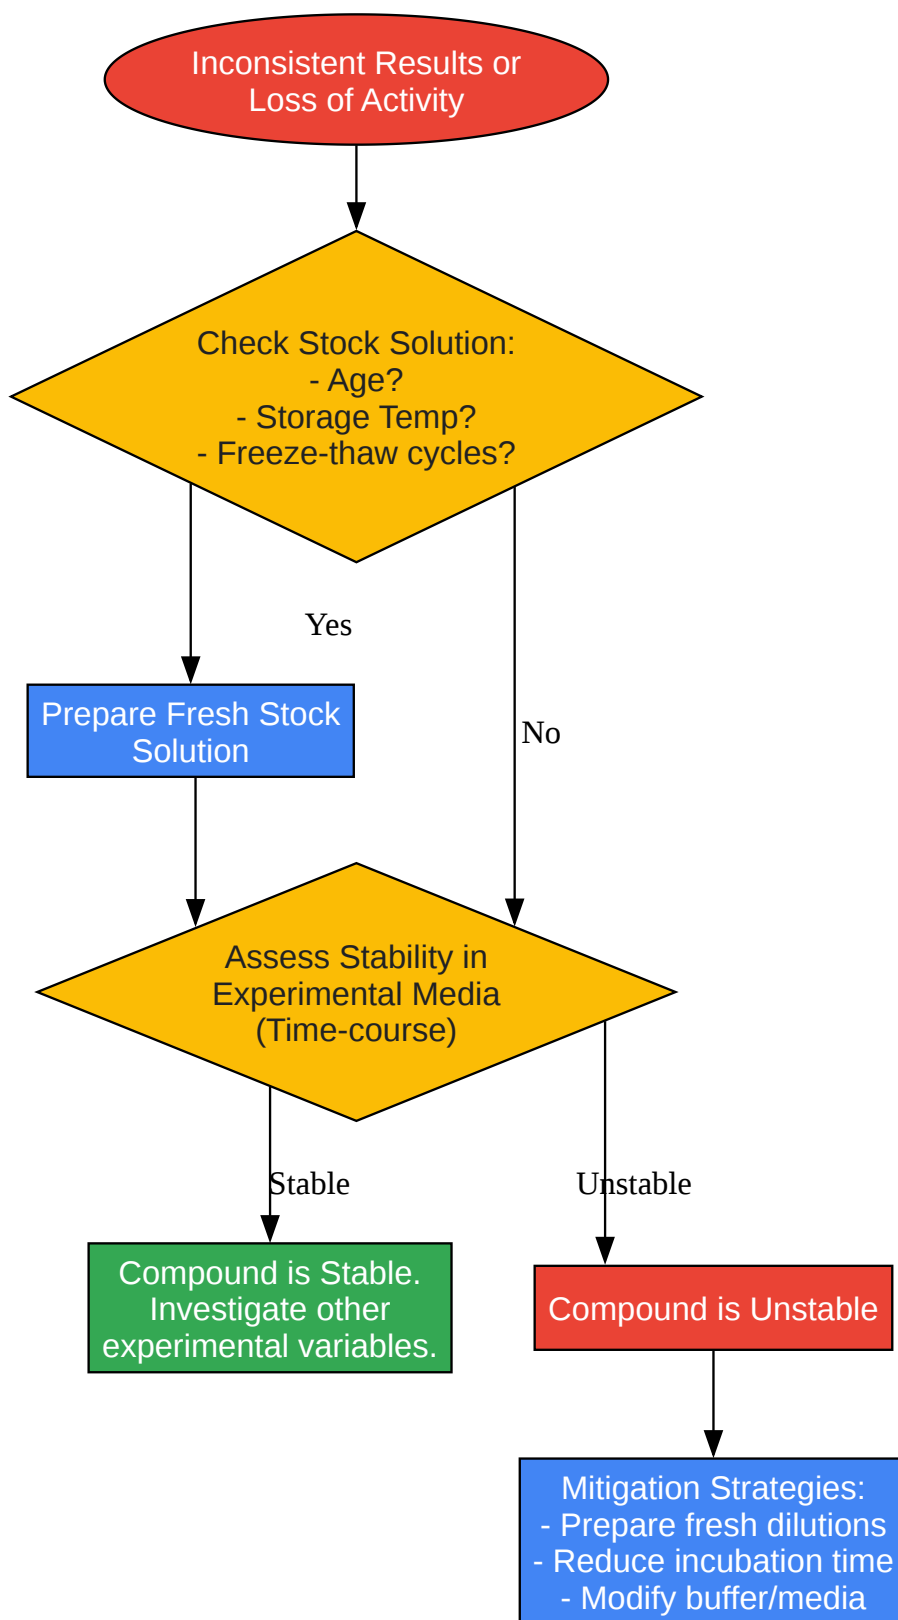 Inconsistent Results or
Loss of Activity
Check Stock Solution:
- Age?
- Storage Temp?
- Freeze-thaw cycles?
Yes
Prepare Fresh Stock
Solution
No
Assess Stability in
Experimental Media
(Time-course)
Stable
Unstable
Compound is Stable.
Investigate other
experimental variables.
Compound is Unstable
Mitigation Strategies:
- Prepare fresh dilutions
- Reduce incubation time
- Modify buffer/media